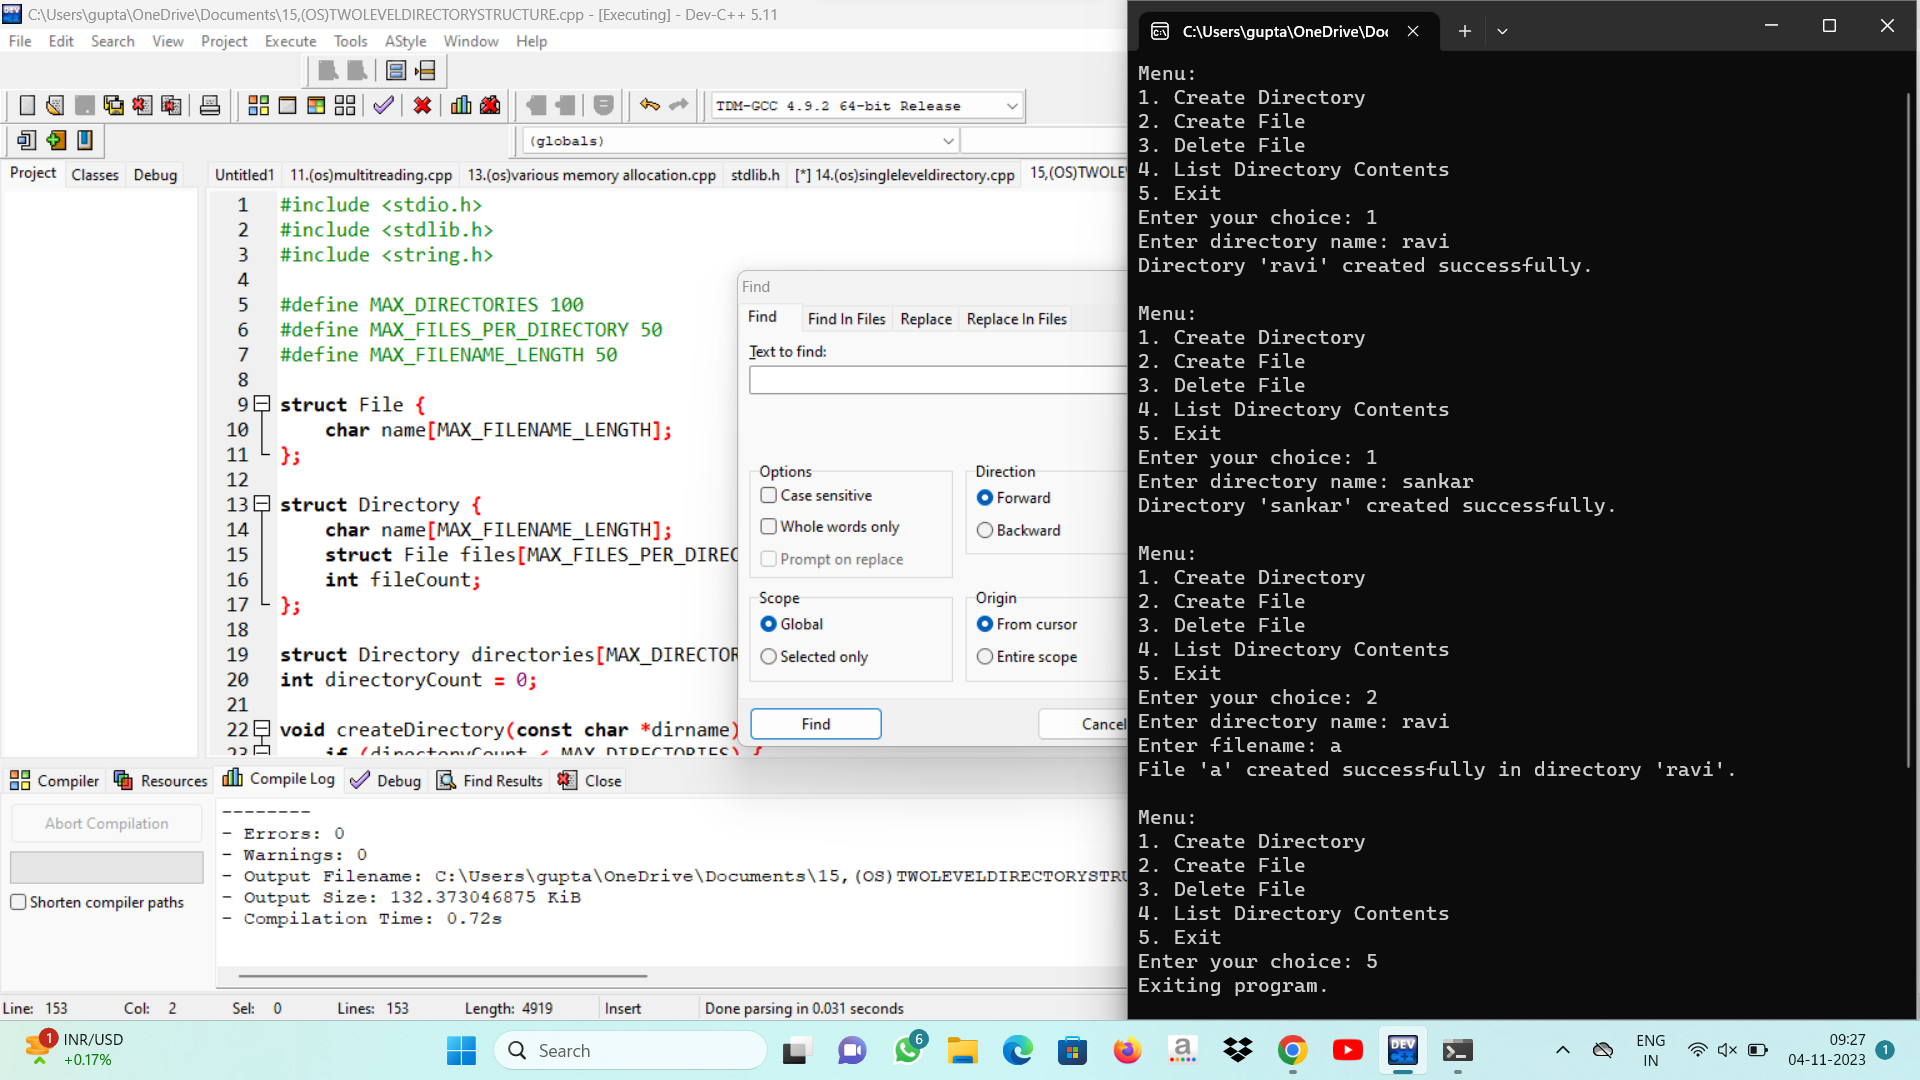 C:\Users\gupta\OneDrive\Documents\15,(OS)TWOLEVELDIRECTORYSTRUCTURE.cpp - [Executing] - Dev-C++ 5.11
File Edit Search View Project Execute Tools AStyle Window Help
TDM-GCC 4.9.2 64-bit Release
(globals)
Project Classes Debug
Untitled1 11.(os)multitreading.cpp 13.(os)various memory allocation.cpp stdlib.h [*] 14.(os)singleleveldirectory.cpp 15,(OS)TWOLE
1 #include <stdio.h>
2 #include <stdlib.h>
3 #include <string.h>
4
5 #define MAX_DIRECTORIES 100
6 #define MAX_FILES_PER_DIRECTORY 50
7 #define MAX_FILENAME_LENGTH 50
8
9 struct File {
10 char name[MAX_FILENAME_LENGTH];
11 };
12
13 struct Directory {
14 char name[MAX_FILENAME_LENGTH];
15 struct File files[MAX_FILES_PER_DIREC
16 int fileCount;
17 };
18
19 struct Directory directories[MAX_DIRECTOR
20 int directoryCount = 0;
21
22 void createDirectory(const char *dirname)
23 if (directoryCount < MAX_DIRECTORIES) {
Find
Find Find In Files Replace Replace In Files
Text to find:
Options
Case sensitive
Whole words only
Prompt on replace
Direction
Forward
Backward
Scope
Global
Selected only
Origin
From cursor
Entire scope
Find Cancel
Compiler Resources Compile Log Debug Find Results Close
Abort Compilation
Shorten compiler paths
--------
- Errors: 0
- Warnings: 0
- Output Filename: C:\Users\gupta\OneDrive\Documents\15,(OS)TWOLEVELDIRECTORYSTRU
- Output Size: 132.373046875 KiB
- Compilation Time: 0.72s
Line: 153 Col: 2 Sel: 0 Lines: 153 Length: 4919 Insert Done parsing in 0.031 seconds
C:\Users\gupta\OneDrive\Doc
Menu:
1. Create Directory
2. Create File
3. Delete File
4. List Directory Contents
5. Exit
Enter your choice: 1
Enter directory name: ravi
Directory 'ravi' created successfully.
Menu:
1. Create Directory
2. Create File
3. Delete File
4. List Directory Contents
5. Exit
Enter your choice: 1
Enter directory name: sankar
Directory 'sankar' created successfully.
Menu:
1. Create Directory
2. Create File
3. Delete File
4. List Directory Contents
5. Exit
Enter your choice: 2
Enter directory name: ravi
Enter filename: a
File 'a' created successfully in directory 'ravi'.
Menu:
1. Create Directory
2. Create File
3. Delete File
4. List Directory Contents
5. Exit
Enter your choice: 5
Exiting program.
1 INR/USD
+0.17%
Search
6
a
DEV C++
ENG
IN
09:27
04-11-2023
1